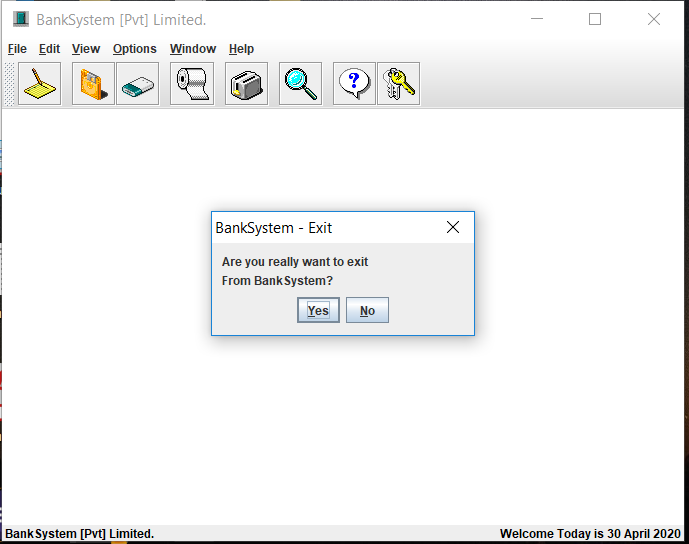 BankSystem [Pvt] Limited.
File Edit View Options Window Help
?
BankSystem - Exit
Are you really want to exit
From BankSystem?
Yes No
BankSystem [Pvt] Limited. Welcome Today is 30 April 2020